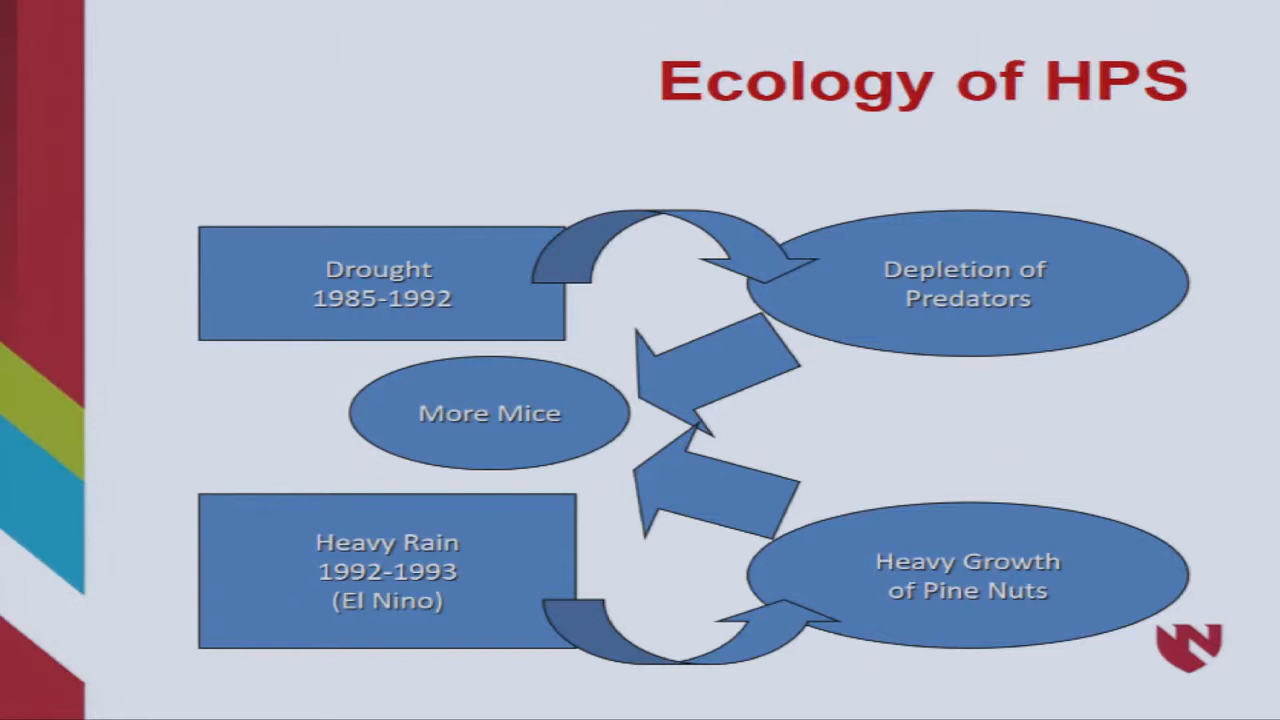 Ecology of HPS
Drought
1985-1992
Depletion of
Predators
More Mice
Heavy Rain
1992-1993
(El Nino)
Heavy Growth
of Pine Nuts